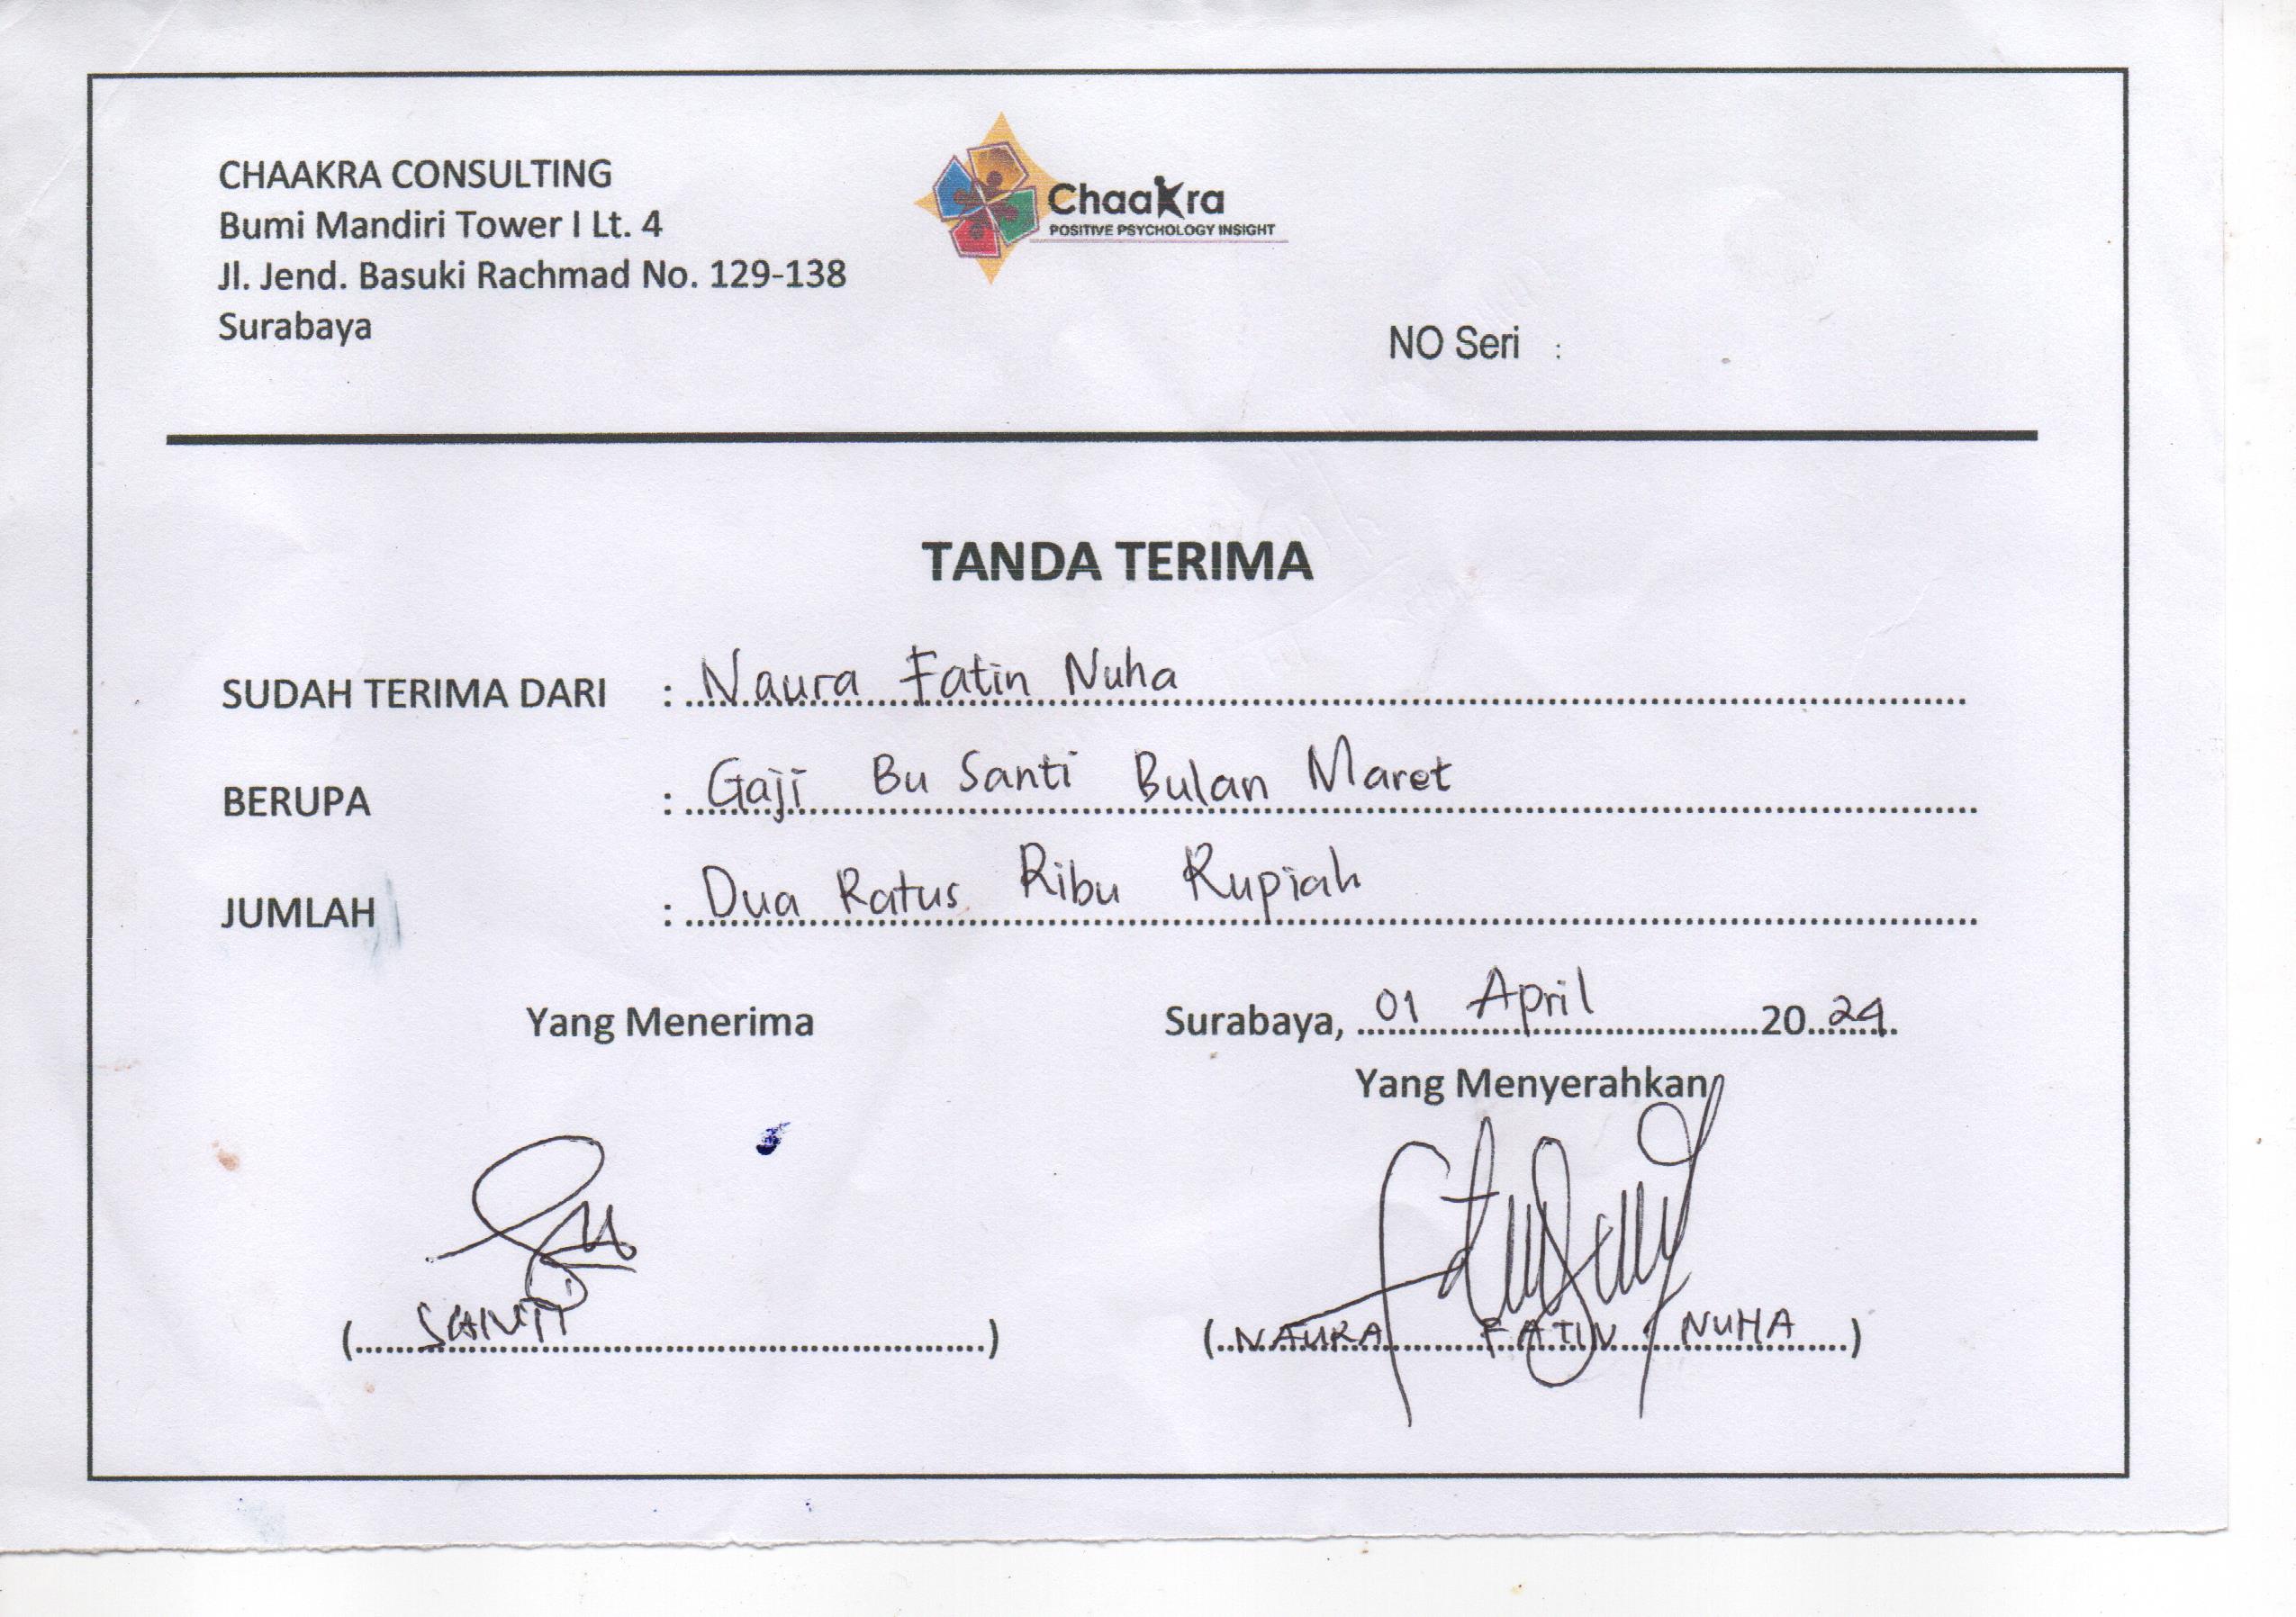 CHAAKRA CONSULTING
Bumi Mandiri Tower I Lt. 4
Jl. Jend. Basuki Rachmad No. 129-138
Surabaya
ChaaKra
POSITIVE PSYCHOLOGY INSIGHT
NO Seri :
TANDA TERIMA
SUDAH TERIMA DARI : Naura Fatin Nuha
BERUPA : Gaji Bu Santi Bulan Maret
JUMLAH : Dua Ratus Ribu Rupiah
Yang Menerima
Surabaya, 01 April 2024
Yang Menyerahkan
(SANTI)
(NAURA FATIN NUHA)